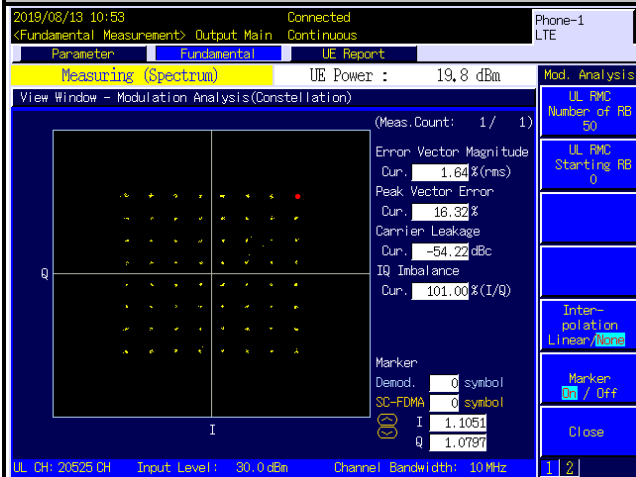 2019/08/13 10:53 Connected Phone-1
<Fundamental Measurement> Output Main Continuous LTE
Parameter Fundamental UE Report
Measuring (Spectrum) UE Power : 19.8 dBm Mod. Analysis
View Window - Modulation Analysis(Constellation)
UL RMC
Number of RB
50
(Meas.Count: 1/ 1)
Error Vector Magnitude
Cur. 1.64 %(rms)
UL RMC
Starting RB
0
Peak Vector Error
Cur. 16.32 %
Carrier Leakage
Cur. -54.22 dBc
IQ Imbalance
Cur. 101.00 %(I/Q)
Q
I
Inter-
polation
Linear/None
Marker
Demod. 0 symbol
SC-FDMA 0 symbol
I 1.1051
Q 1.0797
Marker
On / Off
Close
UL CH: 20525 CH Input Level: 30.0 dBm Channel Bandwidth: 10 MHz 1 2